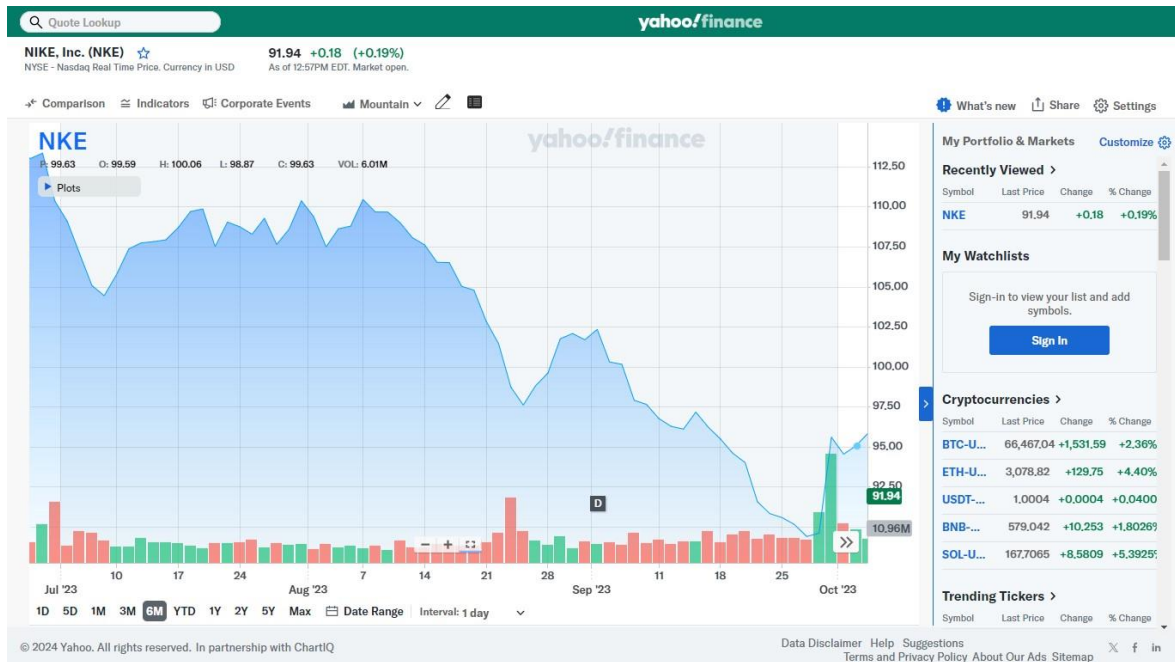 Quote Lookup
yahoo!finance
NIKE, Inc. (NKE)
91.94 +0.18 (+0.19%)
NYSE - Nasdaq Real Time Price. Currency in USD
As of 12:57PM EDT. Market open.
Comparison Indicators Corporate Events Mountain
What's new Share Settings
NKE
yahoo!finance
99.63 O: 99.59 H: 100.06 L: 98.87 C: 99.63 VOL: 6.01M
Plots
112.50
110.00
107.50
105.00
102.50
100.00
97.50
95.00
92.50
91.94
10.96M
D
10 17 24 7 14 21 28 11 18 25
Jul '23 Aug '23 Sep '23 Oct '23
1D 5D 1M 3M 6M YTD 1Y 2Y 5Y Max Date Range Interval: 1 day
My Portfolio & Markets Customize
Recently Viewed >
Symbol Last Price Change % Change
NKE 91.94 +0.18 +0.19%
My Watchlists
Sign-in to view your list and add
symbols.
Sign In
Cryptocurrencies >
Symbol Last Price Change % Change
BTC-U... 66,467.04 +1,531.59 +2.36%
ETH-U... 3,078.82 +129.75 +4.40%
USDT-... 1.0004 +0.0004 +0.0400
BNB-... 579.042 +10.253 +1.8026
SOL-U... 167.7065 +8.5809 +5.3925
Trending Tickers >
Symbol Last Price Change % Change
© 2024 Yahoo. All rights reserved. In partnership with ChartIQ
Data Disclaimer Help Suggestions
Terms and Privacy Policy About Our Ads Sitemap